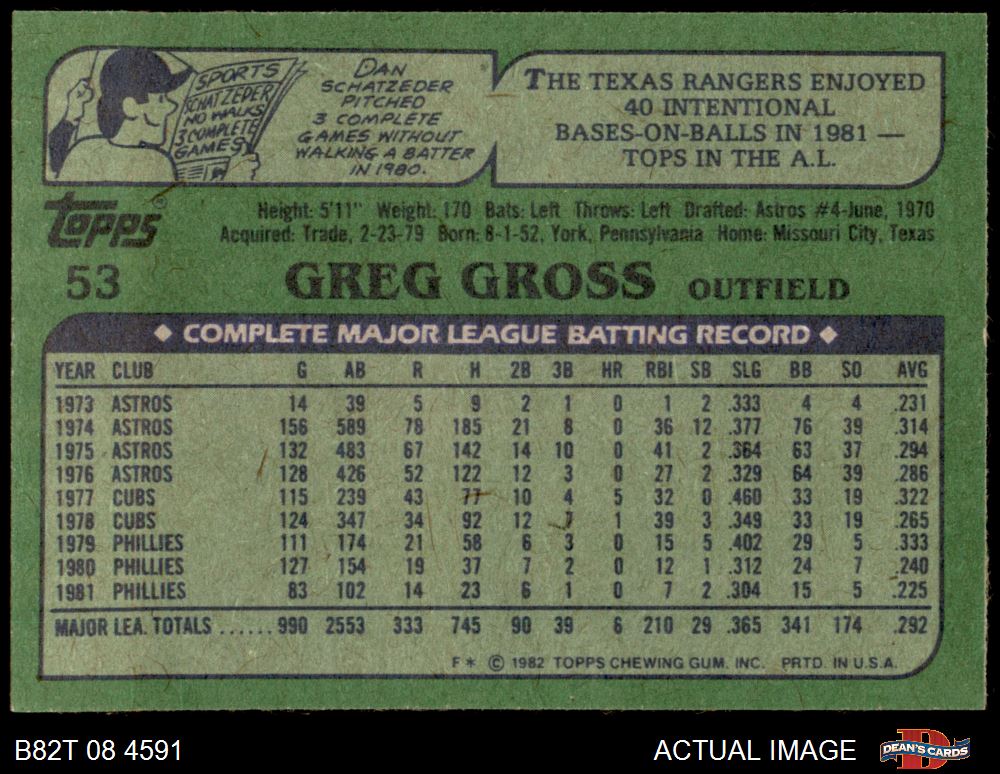 SPORTS
SCHATZEDER
NO WALKS
3 COMPLETE
GAMES
DAN
SCHATZEDER
PITCHED
3 COMPLETE
GAMES WITHOUT
WALKING A BATTER
IN 1980.
THE TEXAS RANGERS ENJOYED
40 INTENTIONAL
BASES-ON-BALLS IN 1981 —
TOPS IN THE A.L.
topps®
Height: 5'11" Weight: 170 Bats: Left Throws: Left Drafted: Astros #4-June, 1970
Acquired: Trade, 2-23-79 Born: 8-1-52, York, Pennsylvania Home: Missouri City, Texas
53 GREG GROSS OUTFIELD
◆ COMPLETE MAJOR LEAGUE BATTING RECORD ◆
YEAR CLUB G AB R H 2B 3B HR RBI SB SLG BB SO AVG
1973 ASTROS 14 39 5 9 2 1 0 1 2 .333 4 4 .231
1974 ASTROS 156 589 78 185 21 8 0 36 12 .377 76 39 .314
1975 ASTROS 132 483 67 142 14 10 0 41 2 .364 63 37 .294
1976 ASTROS 128 426 52 122 12 3 0 27 2 .329 64 39 .286
1977 CUBS 115 239 43 77 10 4 5 32 0 .460 33 19 .322
1978 CUBS 124 347 34 92 12 7 1 39 3 .349 33 19 .265
1979 PHILLIES 111 174 21 58 6 3 0 15 5 .402 29 5 .333
1980 PHILLIES 127 154 19 37 7 2 0 12 1 .312 24 7 .240
1981 PHILLIES 83 102 14 23 6 1 0 7 2 .304 15 5 .225
MAJOR LEA. TOTALS ...... 990 2553 333 745 90 39 6 210 29 .365 341 174 .292
F * © 1982 TOPPS CHEWING GUM, INC. PRTD. IN U.S.A.
B82T 08 4591 ACTUAL IMAGE DEAN'S CARDS